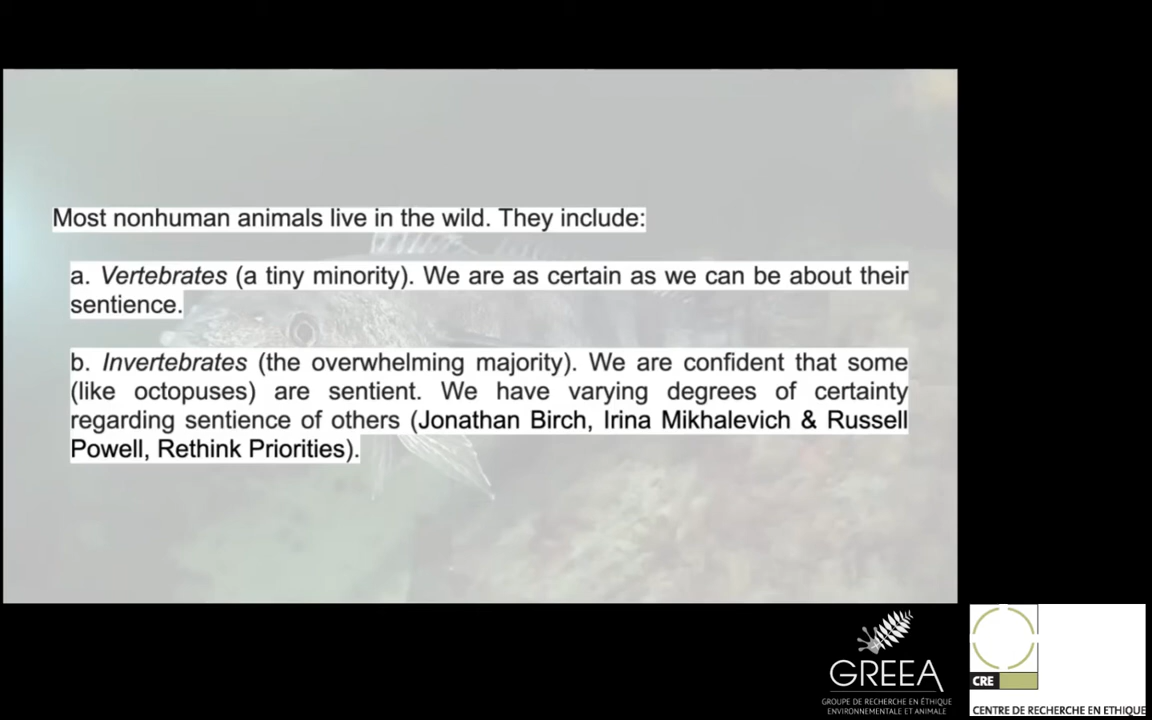 Most nonhuman animals live in the wild. They include:
a. Vertebrates (a tiny minority). We are as certain as we can be about their
sentience.
b. Invertebrates (the overwhelming majority). We are confident that some
(like octopuses) are sentient. We have varying degrees of certainty
regarding sentience of others (Jonathan Birch, Irina Mikhalevich & Russell
Powell, Rethink Priorities).
GREEA
GROUPE DE RECHERCHE EN ÉTHIQUE
ENVIRONNEMENTALE ET ANIMALE
CRE
CENTRE DE RECHERCHE EN ETHIQUE